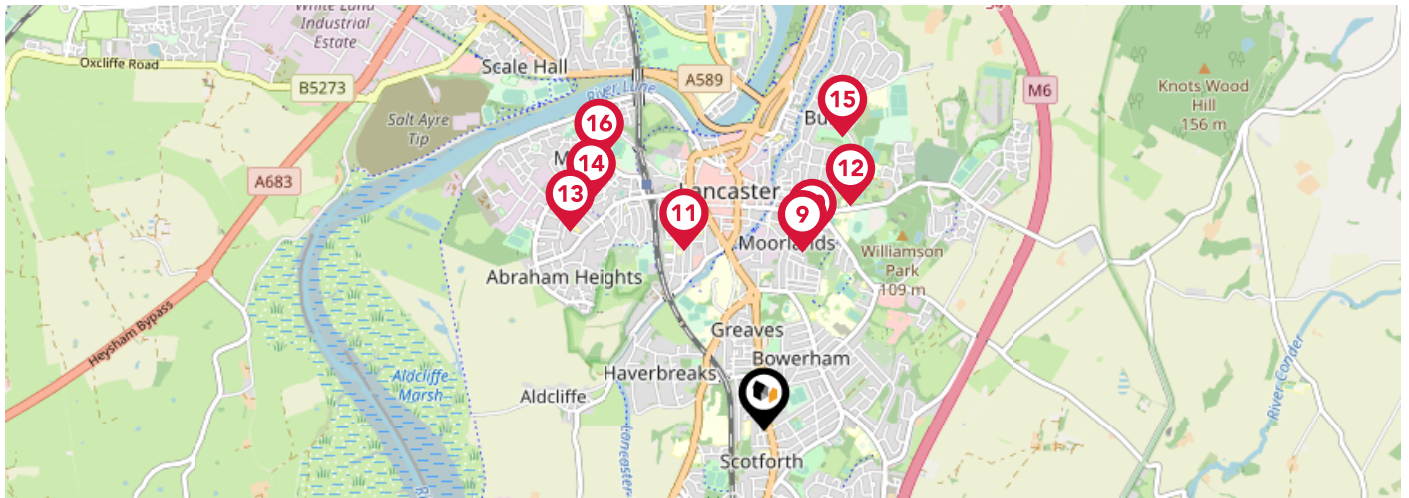 White Lund
Industrial
Estate
Oxcliffe Road
Scale Hall
A589
B5273
River Lune
M6
Knots Wood
Hill
156 m
Salt Ayre
Tip
15
16
14
12
A683
13
Lancaster
11
9
Moorlands
Williamson
Park
109 m
Abraham Heights
Heysham Bypass
Greaves
Bowerham
Haverbreaks
Aldcliffe
Marsh
Aldcliffe
River Conder
Lancaster
Scotforth